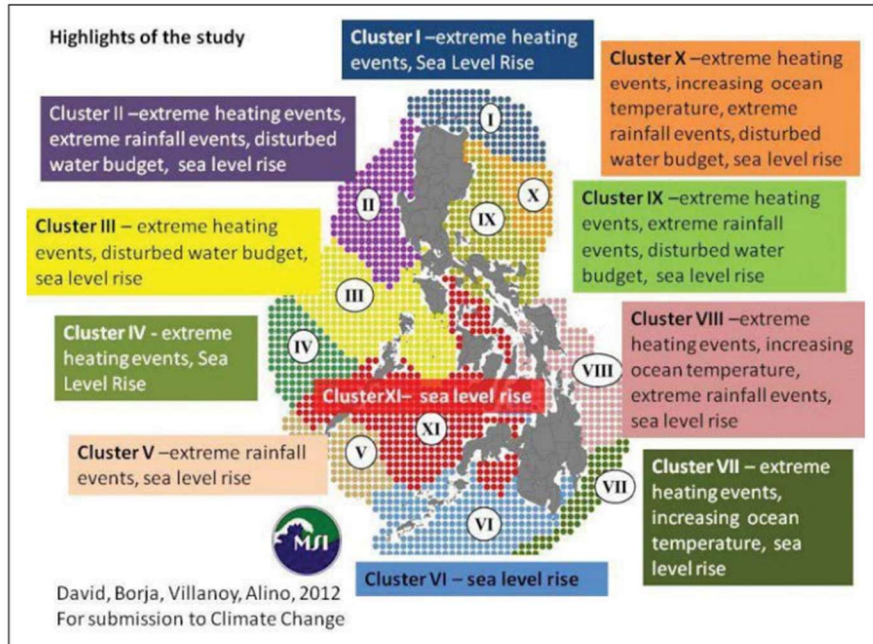 Highlights of the study
Cluster I –extreme heating
events, Sea Level Rise
Cluster X –extreme heating
events, increasing ocean
temperature, extreme
rainfall events, disturbed
water budget, sea level rise
Cluster II –extreme heating events,
extreme rainfall events, disturbed
water budget, sea level rise
I
II
X
IX
Cluster IX –extreme heating
events, extreme rainfall
events, disturbed water
budget, sea level rise
Cluster III – extreme heating
events, disturbed water budget,
sea level rise
III
Cluster IV - extreme
heating events, Sea
Level Rise
IV
Cluster VIII –extreme
heating events, increasing
ocean temperature,
extreme rainfall events,
sea level rise
VIII
ClusterXI– sea level rise
XI
Cluster V –extreme rainfall
events, sea level rise
V
VII
Cluster VII – extreme
heating events,
increasing ocean
temperature, sea
level rise
VI
MSI
Cluster VI – sea level rise
David, Borja, Villanoy, Alino, 2012
For submission to Climate Change